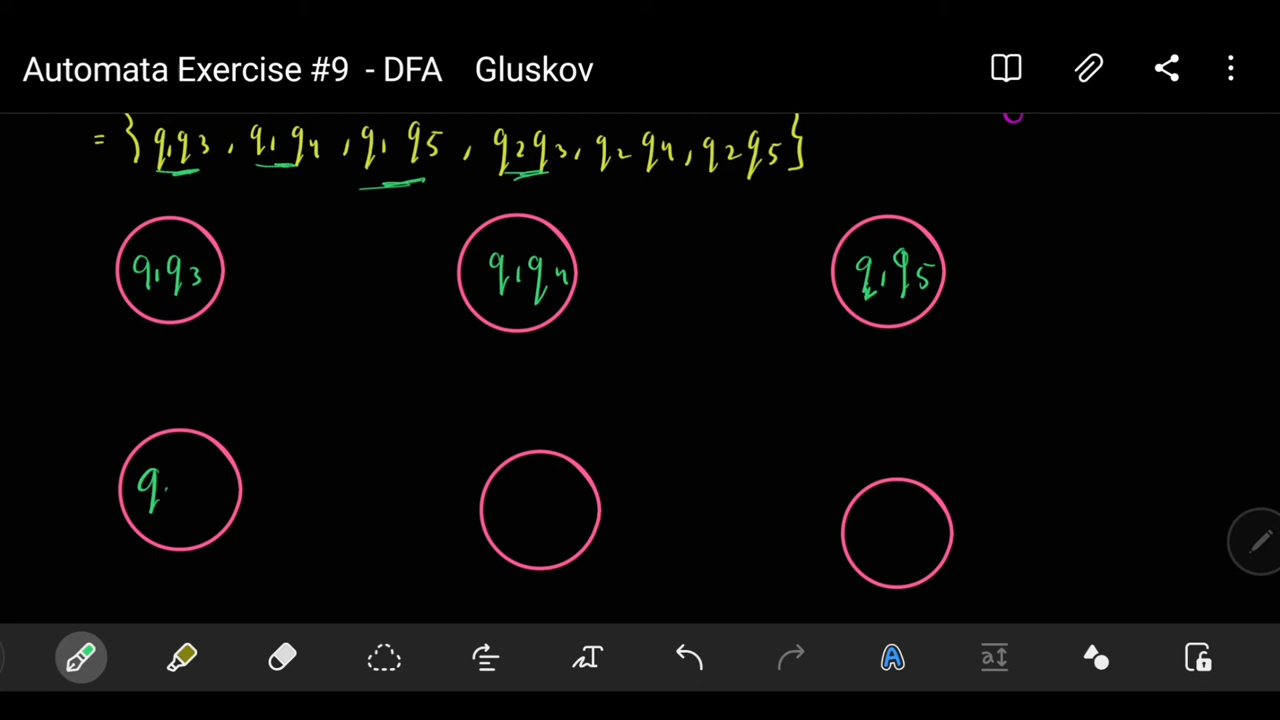 Automata Exercise #9 - DFA Gluskov
= {q1q3, q1q4, q1q5, q2q3, q2q4, q2q5}
q1q3 q1q4 q1q5
q